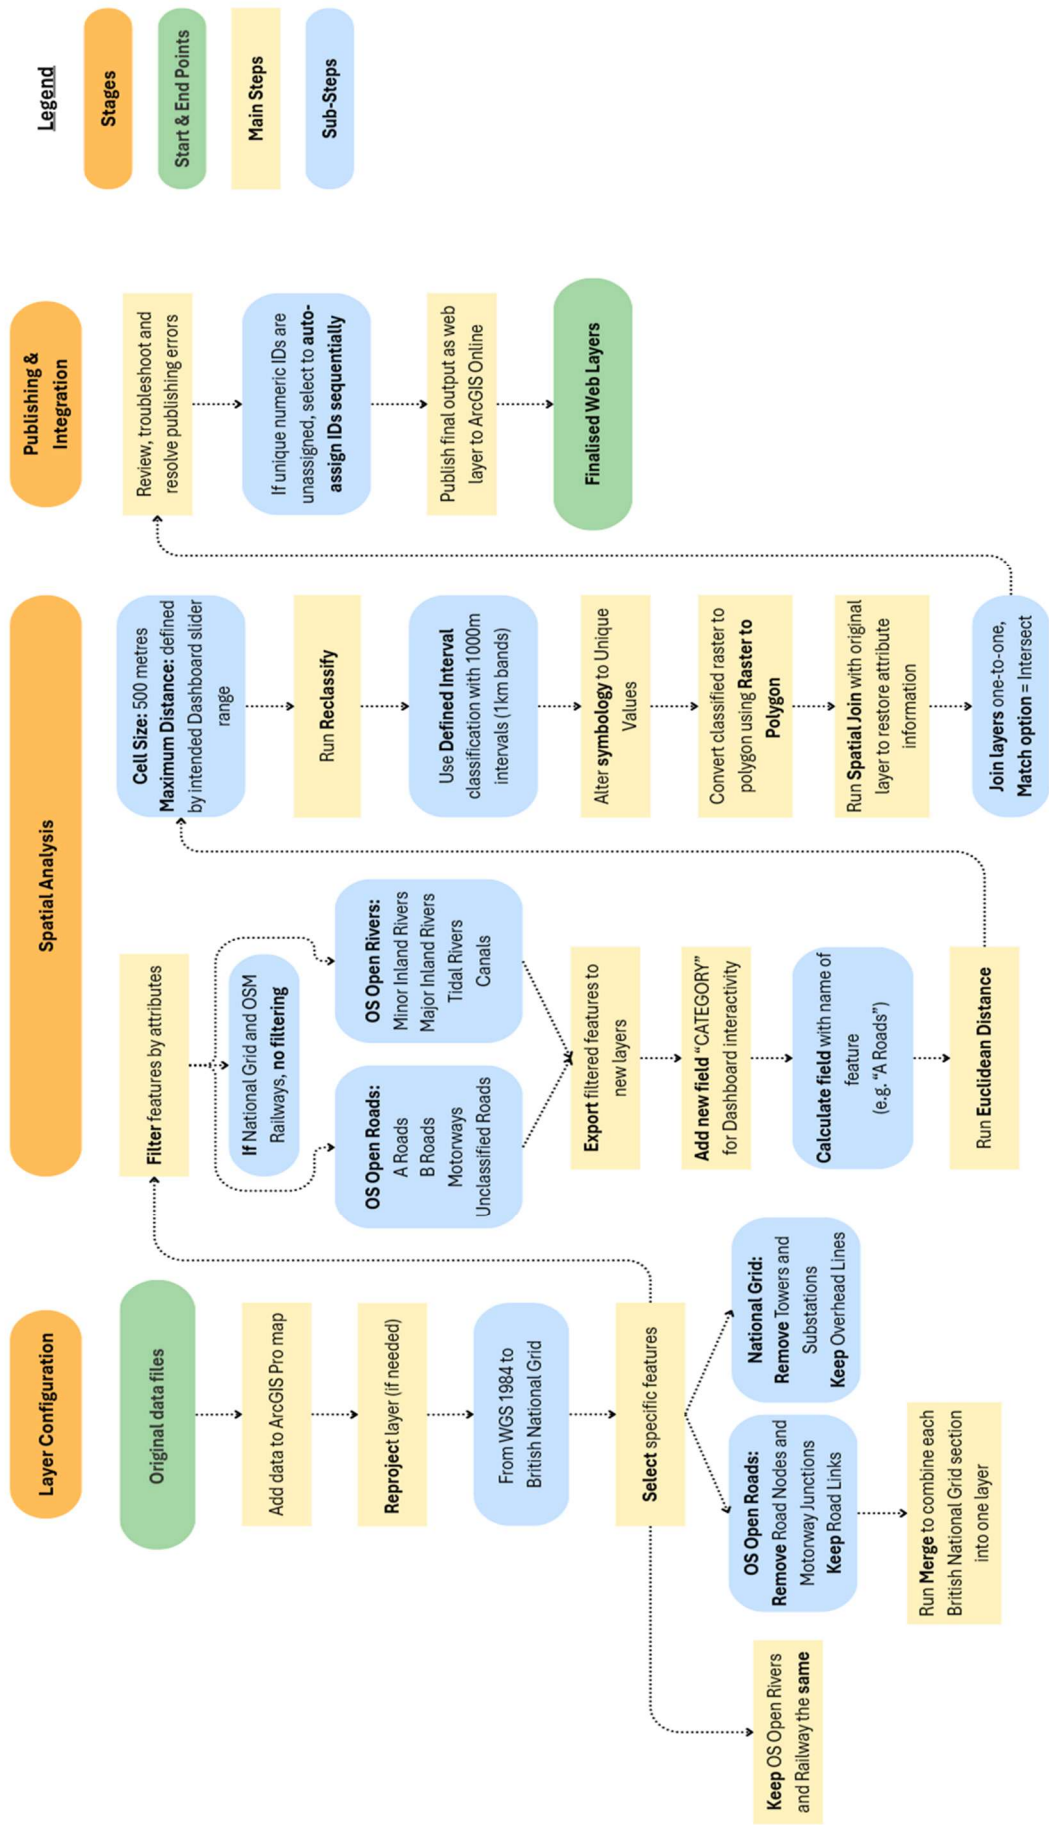 Layer Configuration
Original data files
Add data to ArcGIS Pro map
Reproject layer (if needed)
From WGS 1984 to
British National Grid
Select specific features
Keep OS Open Rivers
and Railway the same
OS Open Roads:
Remove Road Nodes and
Motorway Junctions
Keep Road Links
National Grid:
Remove Towers and
Substations
Keep Overhead Lines
Run Merge to combine each
British National Grid section
into one layer
Spatial Analysis
Filter features by attributes
If National Grid and OSM
Railways, no filtering
OS Open Roads:
A Roads
B Roads
Motorways
Unclassified Roads
OS Open Rivers:
Minor Inland Rivers
Major Inland Rivers
Tidal Rivers
Canals
Export filtered features to
new layers
Add new field “CATEGORY”
for Dashboard interactivity
Calculate field with name of
feature
(e.g. “A Roads”)
Run Euclidean Distance
Cell Size: 500 metres
Maximum Distance: defined
by intended Dashboard slider
range
Run Reclassify
Use Defined Interval
classification with 1000m
intervals (1km bands)
Alter symbology to Unique
Values
Convert classified raster to
polygon using Raster to
Polygon
Run Spatial Join with original
layer to restore attribute
information
Join layers one-to-one,
Match option = Intersect
Publishing &
Integration
Review, troubleshoot and
resolve publishing errors
If unique numeric IDs are
unassigned, select to auto-
assign IDs sequentially
Publish final output as web
layer to ArcGIS Online
Finalised Web Layers
Legend
Stages
Start & End Points
Main Steps
Sub-Steps